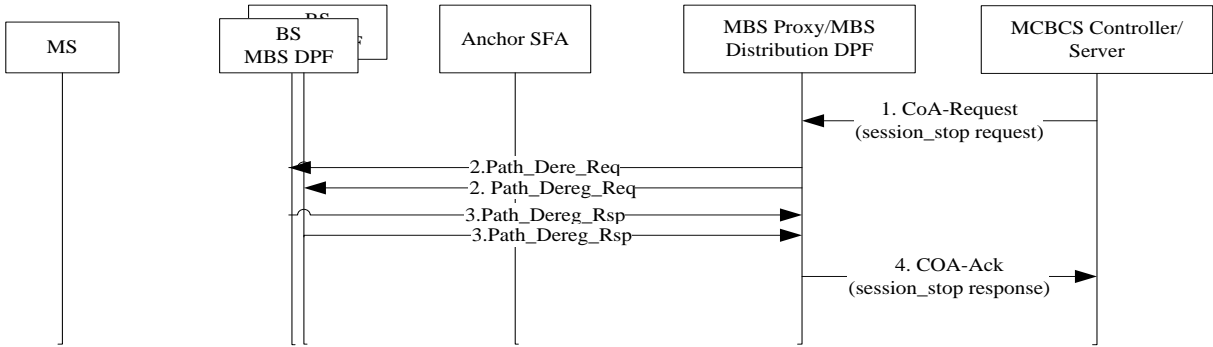 MS
BS
BS
MBS DPF
Anchor SFA
MBS Proxy/MBS
Distribution DPF
MCBCS Controller/
Server
1. CoA-Request
(session_stop request)
2.Path_Dere_Req
2. Path_Dereg_Req
3.Path_Dereg_Rsp
3.Path_Dereg_Rsp
4. COA-Ack
(session_stop response)